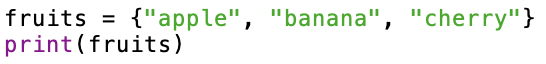 fruits = {"apple", "banana", "cherry"}
print(fruits)